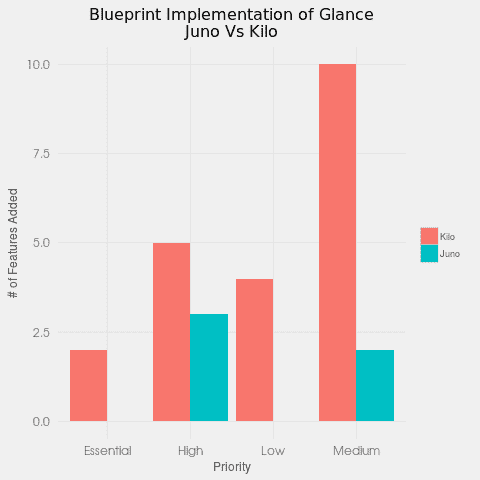 Blueprint Implementation of Glance
Juno Vs Kilo
# of Features Added
10.0
7.5
5.0
2.5
0.0
Essential
High
Low
Medium
Priority
Kilo
Juno